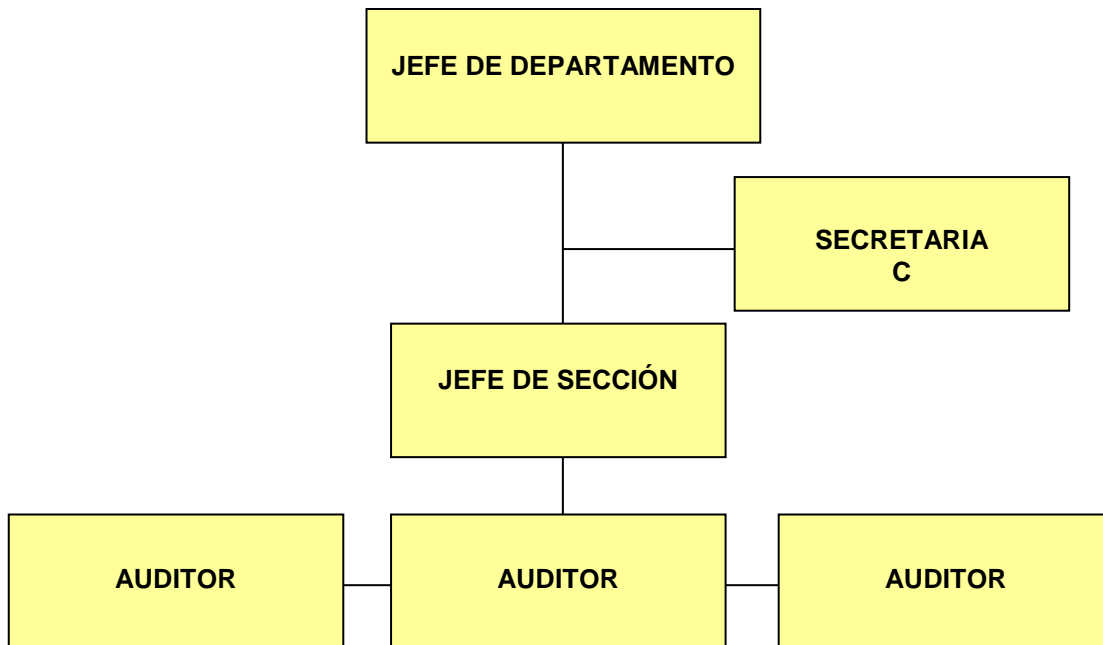 JEFE DE DEPARTAMENTO
SECRETARIA
C
JEFE DE SECCIÓN
AUDITOR
AUDITOR
AUDITOR